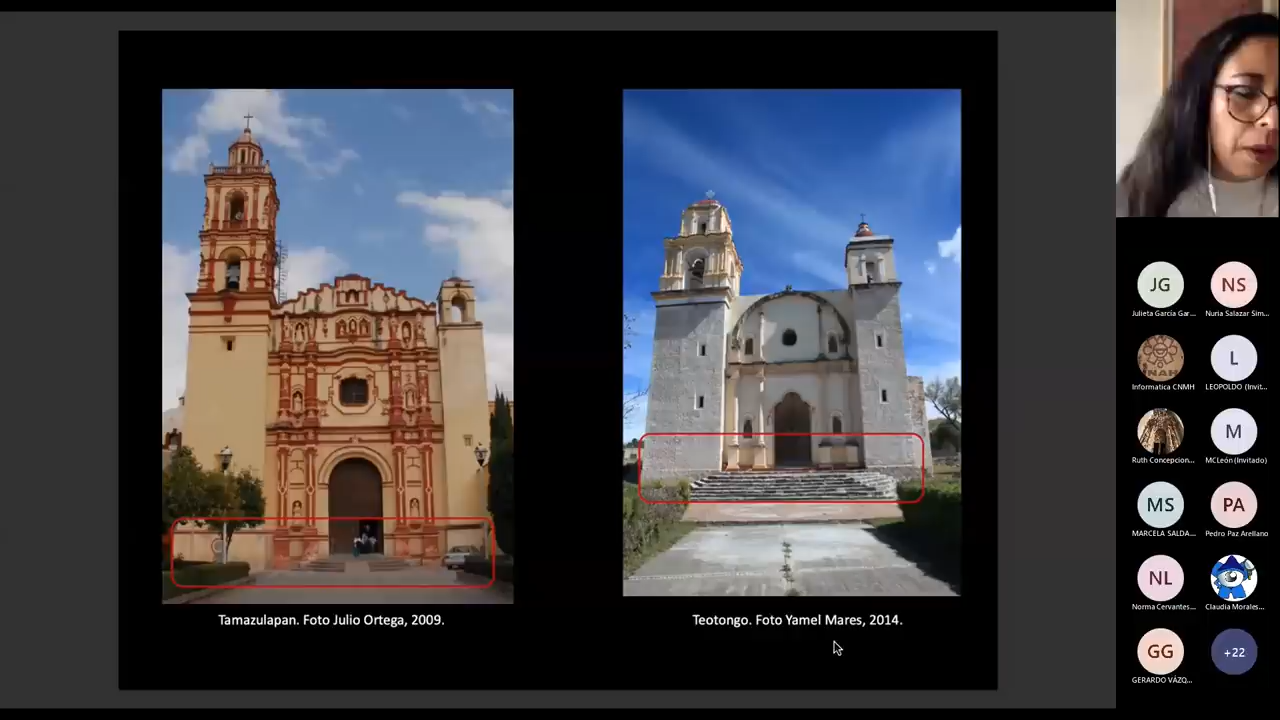 Tamazulapan. Foto Julio Ortega, 2009.
Teotongo. Foto Yamel Mares, 2014.
JG
NS
Julieta García Gar...
Nuria Salazar Sim...
INAH
L
Informatica CNMH
LEOPOLDO (Invit...
M
Ruth Concepcion...
MCLeón (Invitado)
MS
PA
MARCELA SALDA...
Pedro Paz Arellano
NL
Norma Cervantes...
Claudia Morales...
GG
+22
GERARDO VÁZQ...